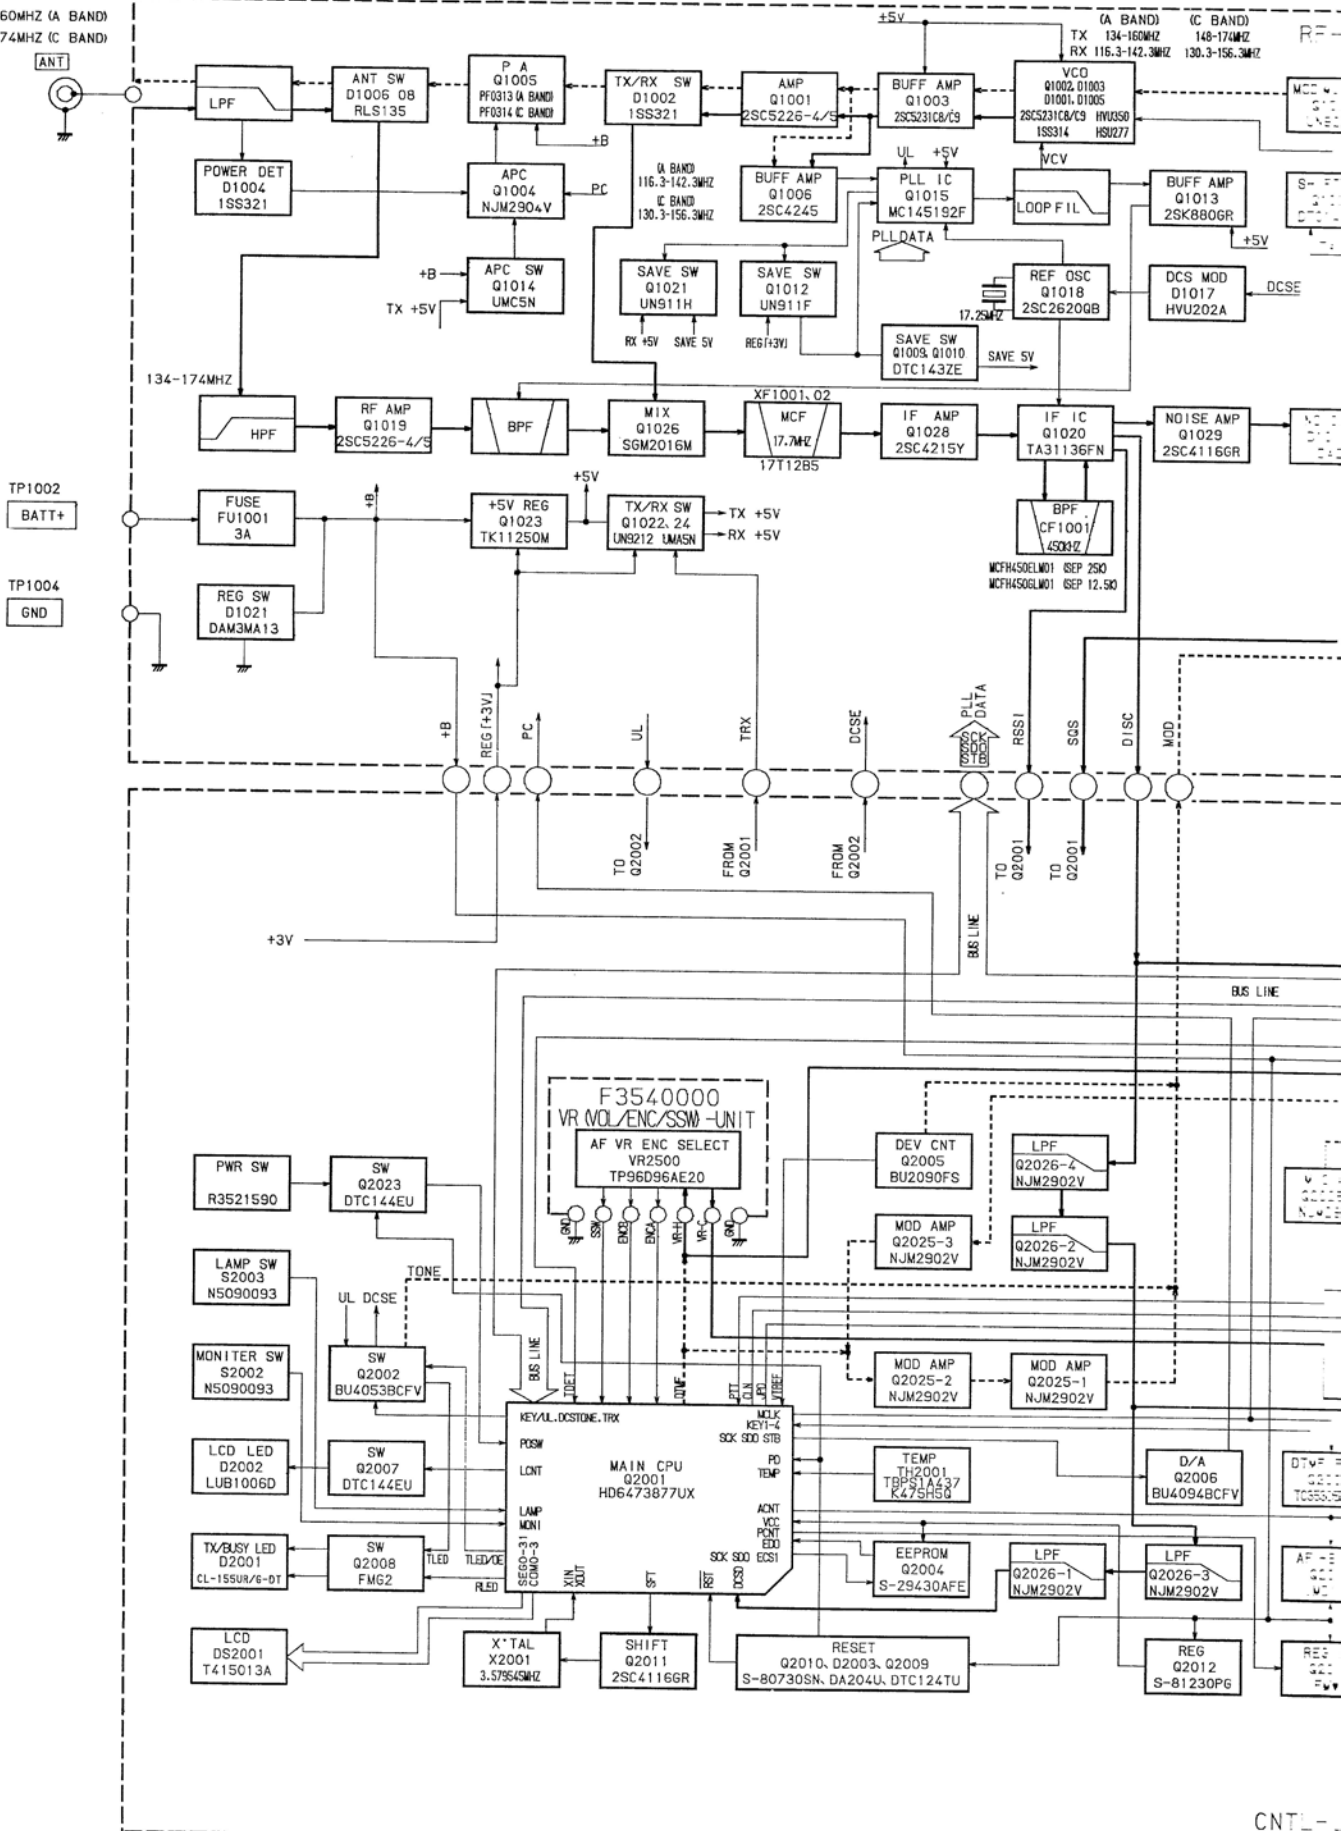 60MHZ (A BAND)
74MHZ (C BAND)
ANT
LPF
ANT SW
D1006 08
RLS135
P A
Q1005
PF0313(A BAND)
PF0314(C BAND)
TX/RX SW
D1002
1SS321
AMP
Q1001
2SC5226-4/5
+5V
BUFF AMP
Q1003
2SC5231C8/C9
(A BAND) (C BAND)
TX 134-160MHZ 148-174MHZ
RX 116.3-142.3MHZ 130.3-156.3MHZ
VCO
Q1002, D1003
D1001, D1005
2SC5231C8/C9 HVU350
1SS314 HSU277
RF-
POWER DET
D1004
1SS321
APC
Q1004
NJM2904V
+B
PC
(A BAND)
116.3-142.3MHZ
(C BAND)
130.3-156.3MHZ
BUFF AMP
Q1006
2SC4245
UL +5V
PLL IC
Q1015
MC145192F
PLLDATA
VCV
LOOP FIL
BUFF AMP
Q1013
2SK880GR
+5V
+B
TX +5V
APC SW
Q1014
UMC5N
SAVE SW
Q1021
UN911H
RX +5V SAVE 5V
SAVE SW
Q1012
UN911F
REG[+3V]
17.25MHZ
REF OSC
Q1018
2SC2620QB
DCS MOD
D1017
HVU202A
DCSE
SAVE SW
Q1009, Q1010
DTC143ZE
SAVE 5V
134-174MHZ
HPF
RF AMP
Q1019
2SC5226-4/5
BPF
MIX
Q1026
SGM2016M
XF1001, 02
MCF
17.7MHZ
17T12B5
IF AMP
Q1028
2SC4215Y
IF IC
Q1020
TA31136FN
NOISE AMP
Q1029
2SC4116GR
TP1002
BATT+
FUSE
FU1001
3A
+B
+5V REG
Q1023
TK11250M
+5V
TX/RX SW
Q1022, 24
UN9212 UMA5N
TX +5V
RX +5V
BPF
CF1001
450KHZ
MCFH450ELM01 (SEP 25K)
MCFH450GLM01 (SEP 12.5K)
TP1004
GND
REG SW
D1021
DAM3MA13
+B
REG [+3V]
PC
UL
TRX
DCSE
PLL
DATA
SCK
SDO
STB
RSSI
SQS
DISC
MOD
TO
Q2002
FROM
Q2001
FROM
Q2002
TO
Q2001
TO
Q2001
+3V
BUS LINE
BUS LINE
F3540000
VR (VOL/ENC/SSW) -UNIT
AF VR ENC SELECT
VR2500
TP96D96AE20
GND
SSW
ENCB
ENCA
VR-H
VR-C
GND
DEV CNT
Q2005
BU2090FS
LPF
Q2026-4
NJM2902V
PWR SW
R3521590
SW
Q2023
DTC144EU
MOD AMP
Q2025-3
NJM2902V
LPF
Q2026-2
NJM2902V
LAMP SW
S2003
N5090093
TONE
UL DCSE
MONITER SW
S2002
N5090093
SW
Q2002
BU4053BCFV
BUS LINE
TDET
DTMF
PTT
CLN
JPD
VTREF
MOD AMP
Q2025-2
NJM2902V
MOD AMP
Q2025-1
NJM2902V
KEY/UL.DCSTONE.TRX
MCLK
KEY1-4
SCK SDO STB
POSW
LCNT
LAMP
MONI
MAIN CPU
Q2001
HD6473877UX
PD
TEMP
ACNT
VCC
PCNT
EDO
SCK SDO ECS1
LCD LED
D2002
LUB1006D
SW
Q2007
DTC144EU
TEMP
TH2001
TBPS1A437
K475H5Q
D/A
Q2006
BU4094BCFV
TX/BUSY LED
D2001
CL-155UR/G-DT
SW
Q2008
FMG2
TLED
TLED/OE
RLED
SEG0-31
COM0-3
XIN
XOUT
SFT
RST
DCSD
EEPROM
Q2004
S-29430AFE
LPF
Q2026-1
NJM2902V
LPF
Q2026-3
NJM2902V
LCD
DS2001
T415013A
X'TAL
X2001
3.579545MHZ
SHIFT
Q2011
2SC4116GR
RESET
Q2010, D2003, Q2009
S-80730SN, DA204U, DTC124TU
REG
Q2012
S-81230PG
CNTL-